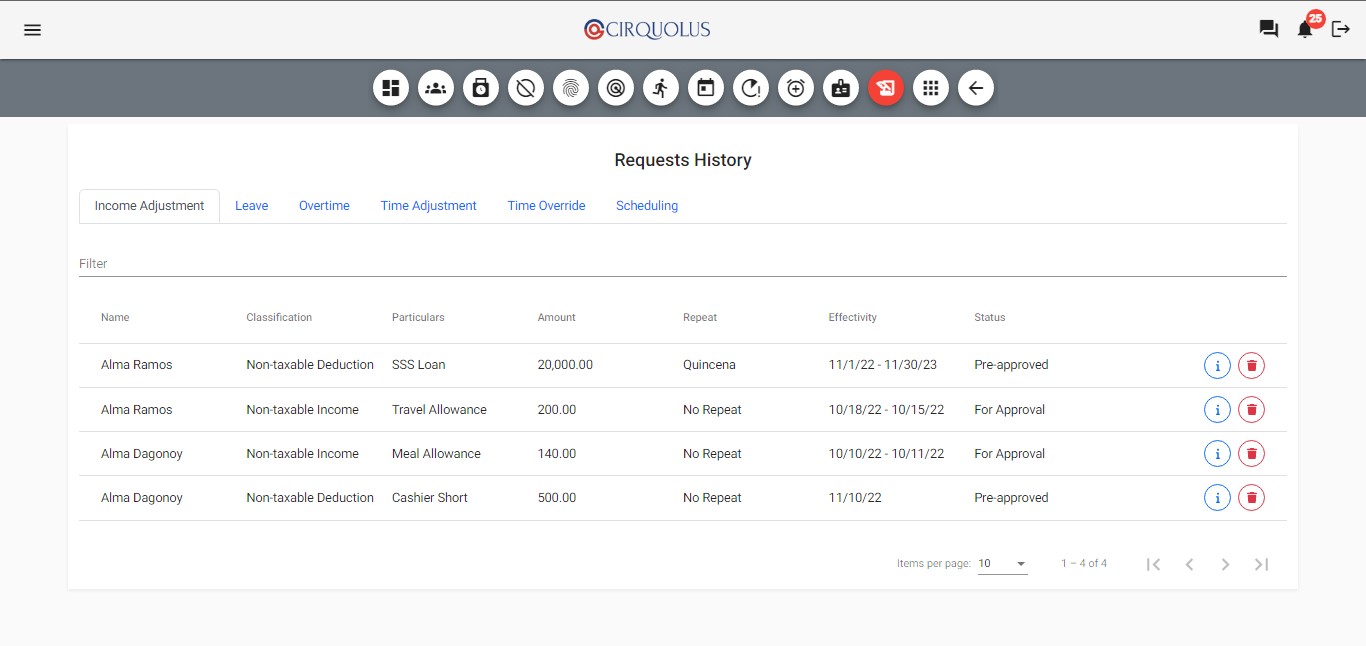 CIRQUOLUS
25
Requests History
Income Adjustment Leave Overtime Time Adjustment Time Override Scheduling
Filter
Name Classification Particulars Amount Repeat Effectivity Status
Alma Ramos Non-taxable Deduction SSS Loan 20,000.00 Quincena 11/1/22 - 11/30/23 Pre-approved
Alma Ramos Non-taxable Income Travel Allowance 200.00 No Repeat 10/18/22 - 10/15/22 For Approval
Alma Dagonoy Non-taxable Income Meal Allowance 140.00 No Repeat 10/10/22 - 10/11/22 For Approval
Alma Dagonoy Non-taxable Deduction Cashier Short 500.00 No Repeat 11/10/22 Pre-approved
Items per page: 10 1 – 4 of 4